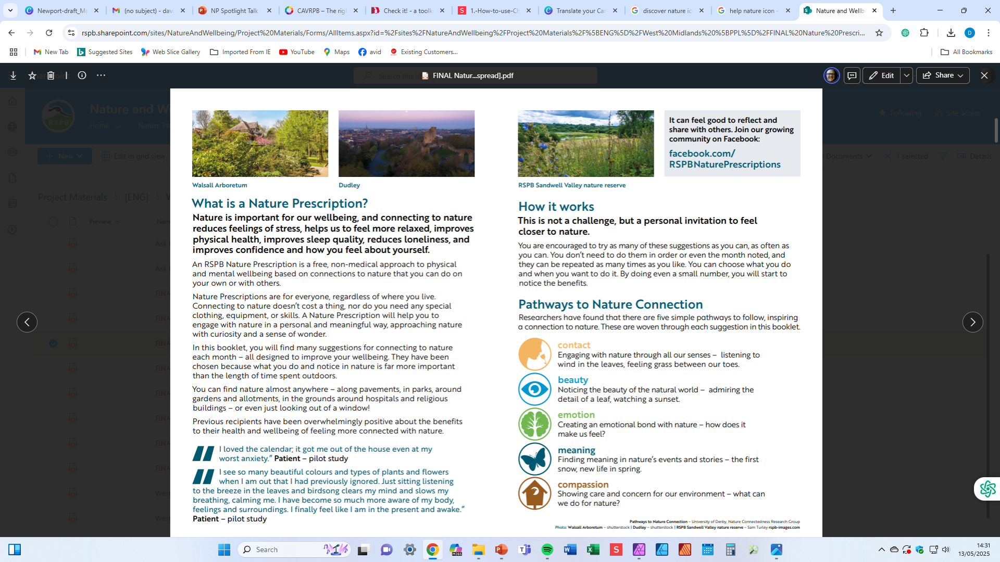 Newport-draft_Ma
(no subject) - davi
NP Spotlight Talk
CAVRPB – The rig
Check it! - a toolk
1.-How-to-use-Ch
Translate your Ca
discover nature ic
help nature icon -
Nature and Wellb
rspb.sharepoint.com/sites/NatureAndWellbeing/Project%20Materials/Forms/AllItems.aspx?id=%2Fsites%2FNatureAndWellbeing%2FProject%20Materials%2F%5BENG%5D%2FWest%20Midlands%20%5BPPL%5D%2FFINAL%20Nature%20Prescri...
New Tab
Suggested Sites
Web Slice Gallery
Imported From IE
YouTube
Maps
avid
Existing Customers...
All Bookmarks
Search this li
FINAL Natur...spread].pdf
Edit
Share
Nature and W
RSPB
Home
Nature Pr
Following
Site access
New
Edit in grid view
Documents
1 selected
Details
Project Materials
[ENG]
Preview
Nam
Ask
Ask
FINA
FINA
FINA
FINA
FINA
FINA
FINA
FINA
West
West
Walsall Arboretum
Dudley
What is a Nature Prescription?
Nature is important for our wellbeing, and connecting to nature
reduces feelings of stress, helps us to feel more relaxed, improves
physical health, improves sleep quality, reduces loneliness, and
improves confidence and how you feel about yourself.
An RSPB Nature Prescription is a free, non-medical approach to physical
and mental wellbeing based on connections to nature that you can do on
your own or with others.
Nature Prescriptions are for everyone, regardless of where you live.
Connecting to nature doesn’t cost a thing, nor do you need any special
clothing, equipment, or skills. A Nature Prescription will help you to
engage with nature in a personal and meaningful way, approaching nature
with curiosity and a sense of wonder.
In this booklet, you will find many suggestions for connecting to nature
each month – all designed to improve your wellbeing. They have been
chosen because what you do and notice in nature is far more important
than the length of time spent outdoors.
You can find nature almost anywhere – along pavements, in parks, around
gardens and allotments, in the grounds around hospitals and religious
buildings – or even just looking out of a window!
Previous recipients have been overwhelmingly positive about the benefits
to their health and wellbeing of feeling more connected with nature.
I loved the calendar; it got me out of the house even at my
worst anxiety.” Patient – pilot study
I see so many beautiful colours and types of plants and flowers
when I am out that I had previously ignored. Just sitting listening
to the breeze in the leaves and birdsong clears my mind and slows my
breathing, calming me. I have become so much more aware of my body,
feelings and surroundings. I finally feel like I am in the present and awake.”
Patient – pilot study
RSPB Sandwell Valley nature reserve
It can feel good to reflect and
share with others. Join our growing
community on Facebook:
facebook.com/
RSPBNaturePrescriptions
How it works
This is not a challenge, but a personal invitation to feel
closer to nature.
You are encouraged to try as many of these suggestions as you can, as often as
you can. You don’t need to do them in order or even the month noted, and
they can be repeated as many times as you like. You can choose what you do
and when you want to do it. By doing even a small number, you will start to
notice the benefits.
Pathways to Nature Connection
Researchers have found that there are five simple pathways to follow, inspiring
a connection to nature. These are woven through each suggestion in this booklet.
contact
Engaging with nature through all our senses – listening to
wind in the leaves, feeling grass between our toes.
beauty
Noticing the beauty of the natural world – admiring the
detail of a leaf, watching a sunset.
emotion
Creating an emotional bond with nature – how does it
make us feel?
meaning
Finding meaning in nature’s events and stories – the first
snow, new life in spring.
compassion
Showing care and concern for our environment – what can
we do for nature?
Pathways to Nature Connection – University of Derby, Nature Connectedness Research Group
Photo: Walsall Arboretum – shutterstock | Dudley – shutterstock | RSPB Sandwell Valley nature reserve – Sam Turley rspb-images.com
Search
14:31
13/05/2025